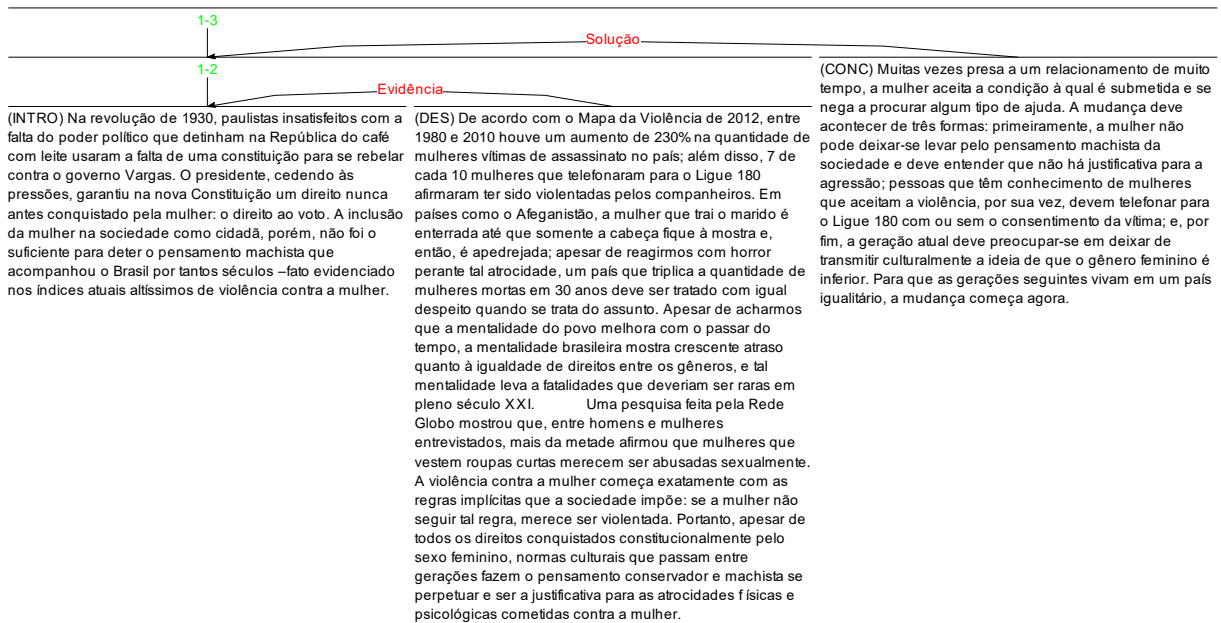 1-3
Solução
1-2
Evidência
(INTRO) Na revolução de 1930, paulistas insatisfeitos com a
falta do poder político que detinham na República do café
com leite usaram a falta de uma constituição para se rebelar
contra o governo Vargas. O presidente, cedendo às
pressões, garantiu na nova Constituição um direito nunca
antes conquistado pela mulher: o direito ao voto. A inclusão
da mulher na sociedade como cidadã, porém, não foi o
suficiente para deter o pensamento machista que
acompanhou o Brasil por tantos séculos –fato evidenciado
nos índices atuais altíssimos de violência contra a mulher.
(DES) De acordo com o Mapa da Violência de 2012, entre
1980 e 2010 houve um aumento de 230% na quantidade de
mulheres vítimas de assassinato no país; além disso, 7 de
cada 10 mulheres que telefonaram para o Ligue 180
afirmaram ter sido violentadas pelos companheiros. Em
países como o Afeganistão, a mulher que trai o marido é
enterrada até que somente a cabeça fique à mostra e,
então, é apedrejada; apesar de reagirmos com horror
perante tal atrocidade, um país que triplica a quantidade de
mulheres mortas em 30 anos deve ser tratado com igual
despeito quando se trata do assunto. Apesar de acharmos
que a mentalidade do povo melhora com o passar do
tempo, a mentalidade brasileira mostra crescente atraso
quanto à igualdade de direitos entre os gêneros, e tal
mentalidade leva a fatalidades que deveriam ser raras em
pleno século XXI. Uma pesquisa feita pela Rede
Globo mostrou que, entre homens e mulheres
entrevistados, mais da metade afirmou que mulheres que
vestem roupas curtas merecem ser abusadas sexualmente.
A violência contra a mulher começa exatamente com as
regras implícitas que a sociedade impõe: se a mulher não
seguir tal regra, merece ser violentada. Portanto, apesar de
todos os direitos conquistados constitucionalmente pelo
sexo feminino, normas culturais que passam entre
gerações fazem o pensamento conservador e machista se
perpetuar e ser a justificativa para as atrocidades físicas e
psicológicas cometidas contra a mulher.
(CONC) Muitas vezes presa a um relacionamento de muito
tempo, a mulher aceita a condição à qual é submetida e se
nega a procurar algum tipo de ajuda. A mudança deve
acontecer de três formas: primeiramente, a mulher não
pode deixar-se levar pelo pensamento machista da
sociedade e deve entender que não há justificativa para a
agressão; pessoas que têm conhecimento de mulheres
que aceitam a violência, por sua vez, devem telefonar para
o Ligue 180 com ou sem o consentimento da vítima; e, por
fim, a geração atual deve preocupar-se em deixar de
transmitir culturalmente a ideia de que o gênero feminino é
inferior. Para que as gerações seguintes vivam em um país
igualitário, a mudança começa agora.